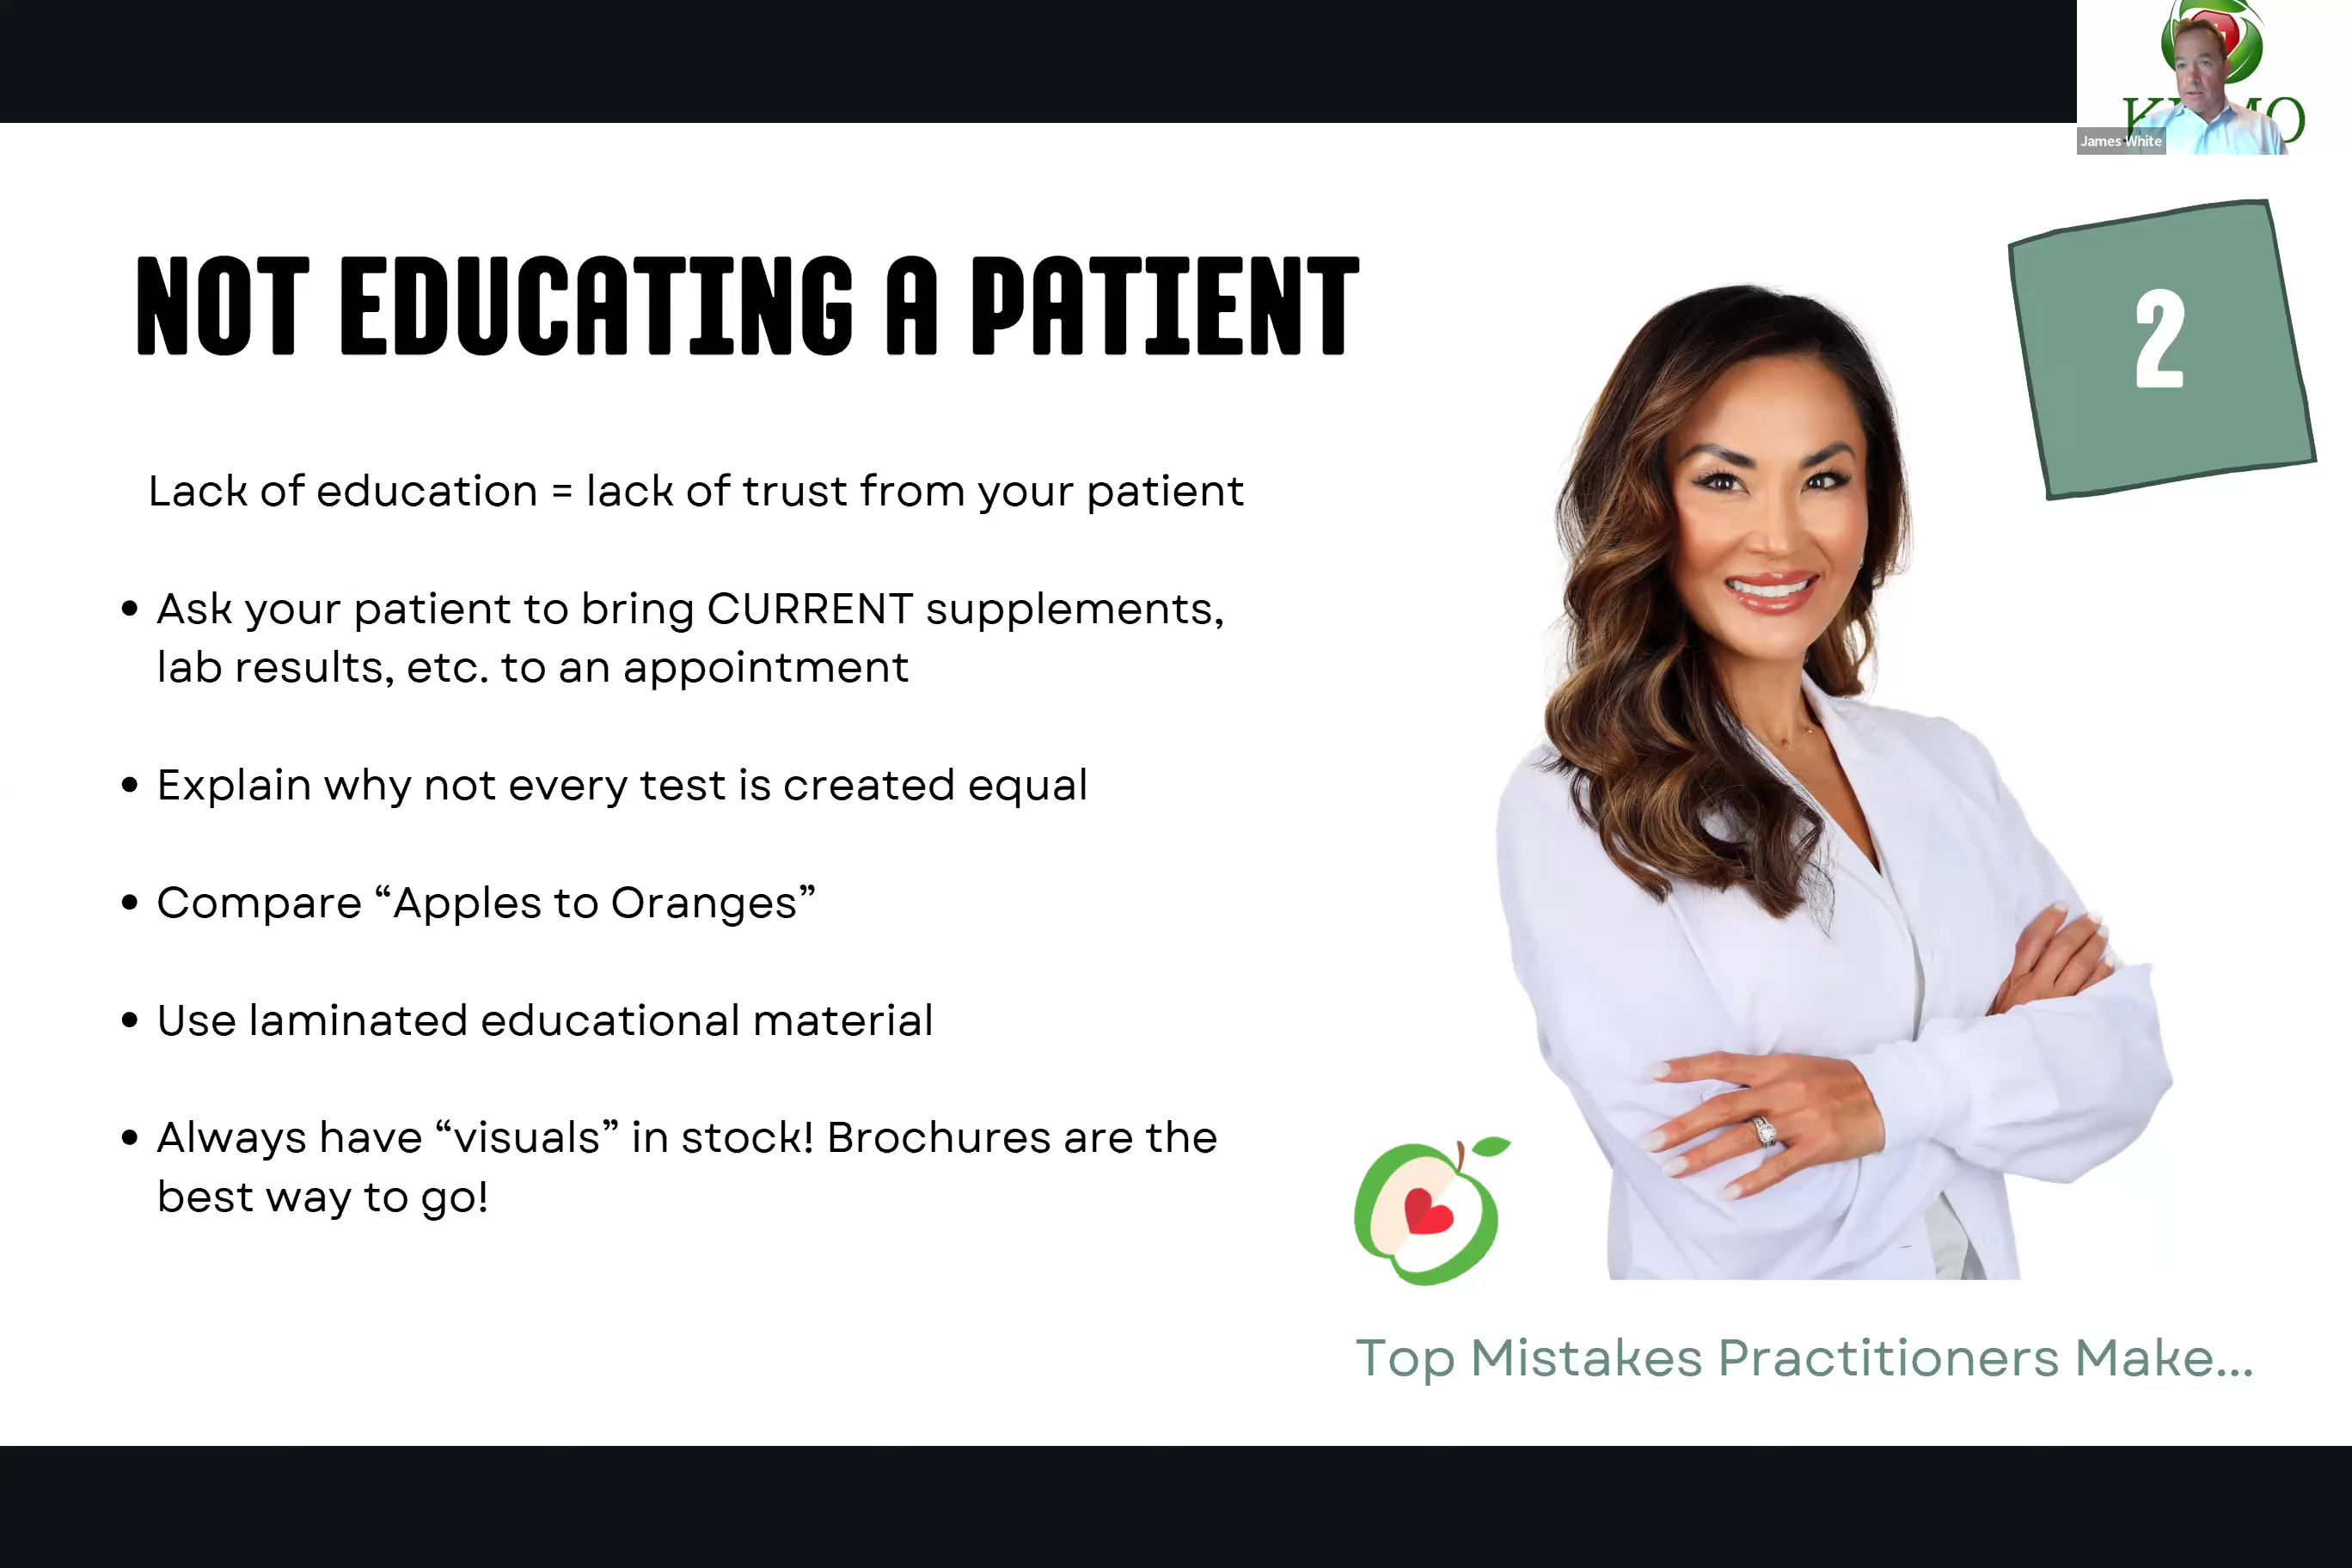 James White
NOT EDUCATING A PATIENT
2
Lack of education = lack of trust from your patient
• Ask your patient to bring CURRENT supplements,
lab results, etc. to an appointment
• Explain why not every test is created equal
• Compare “Apples to Oranges”
• Use laminated educational material
• Always have “visuals” in stock! Brochures are the
best way to go!
Top Mistakes Practitioners Make...